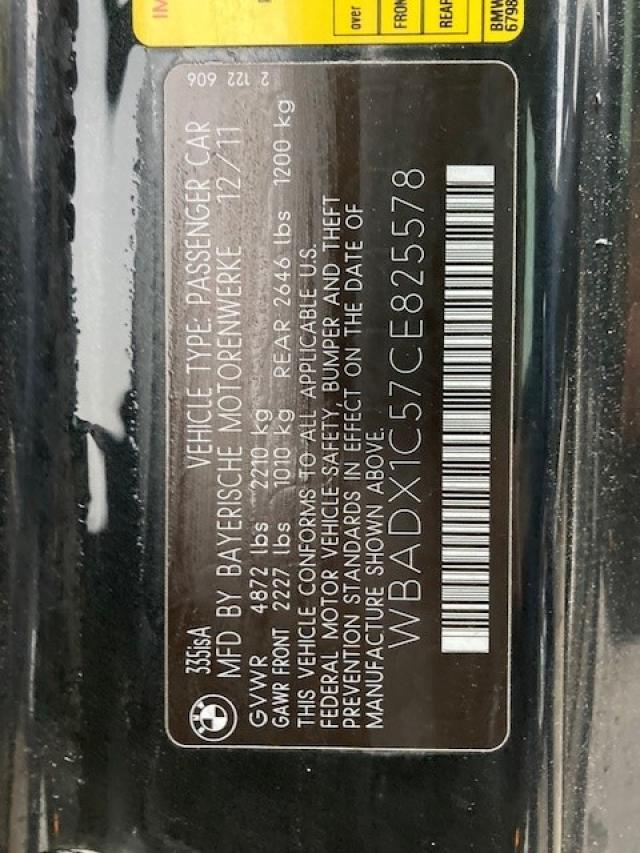 IM
over
FRON
REAR
BMW
6798
2 122 606
335isA VEHICLE TYPE: PASSENGER CAR
MFD BY BAYERISCHE MOTORENWERKE 12/11
GVWR 4872 lbs 2210 kg
GAWR FRONT 2227 lbs 1010 kg REAR 2646 lbs 1200 kg
THIS VEHICLE CONFORMS TO ALL APPLICABLE U.S.
FEDERAL MOTOR VEHICLE SAFETY, BUMPER AND THEFT
PREVENTION STANDARDS IN EFFECT ON THE DATE OF
MANUFACTURE SHOWN ABOVE.
WBADX1C57CE825578